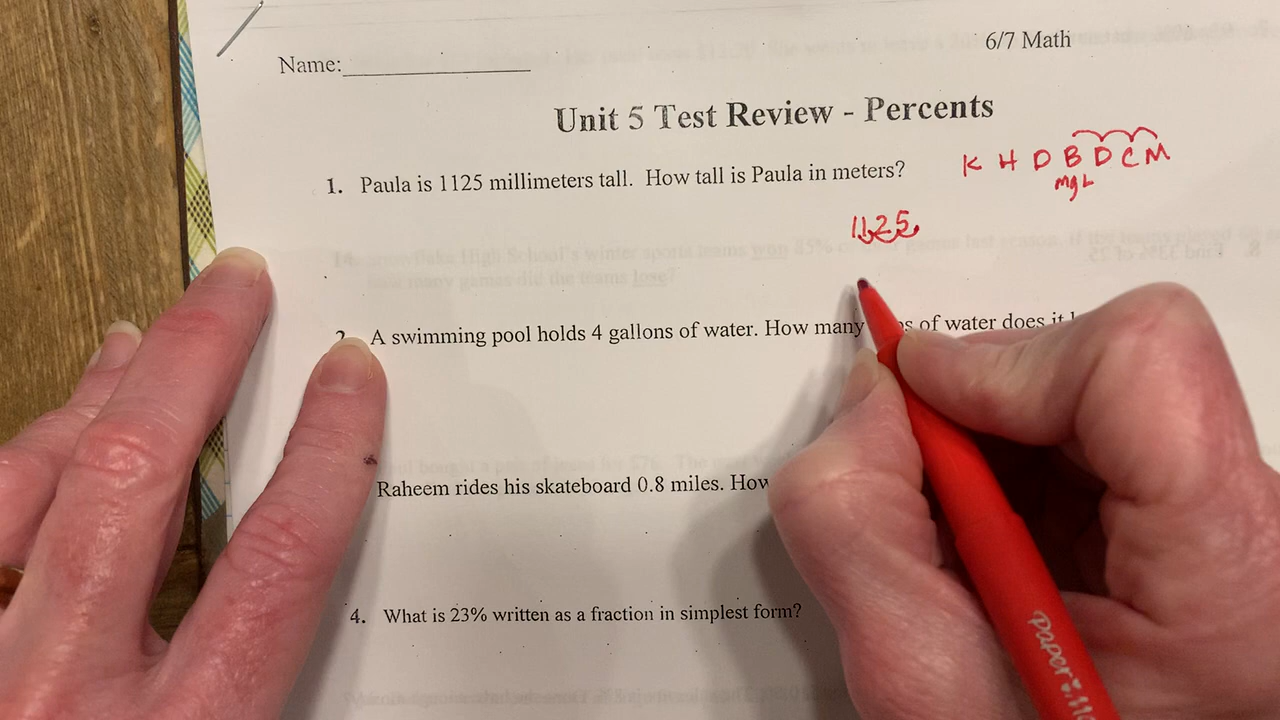 6/7 Math
Name:
Unit 5 Test Review - Percents
K H D B D C M
mgL
1. Paula is 1125 millimeters tall. How tall is Paula in meters?
1125
A swimming pool holds 4 gallons of water. How many of water does it
Raheem rides his skateboard 0.8 miles. How
4. What is 23% written as a fraction in simplest form?
Paper